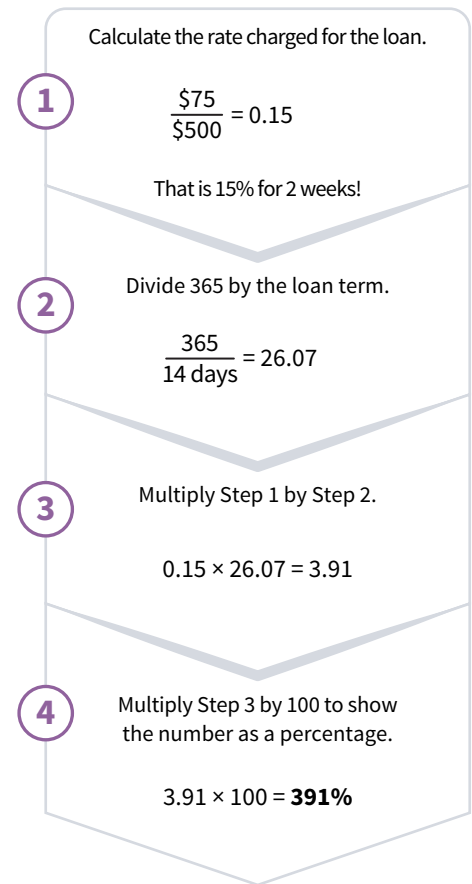 Calculate the rate charged for the loan.
1
$75
$500
= 0.15
That is 15% for 2 weeks!
2
Divide 365 by the loan term.
365
14 days
= 26.07
3
Multiply Step 1 by Step 2.
0.15 × 26.07 = 3.91
4
Multiply Step 3 by 100 to show
the number as a percentage.
3.91 × 100 = 391%